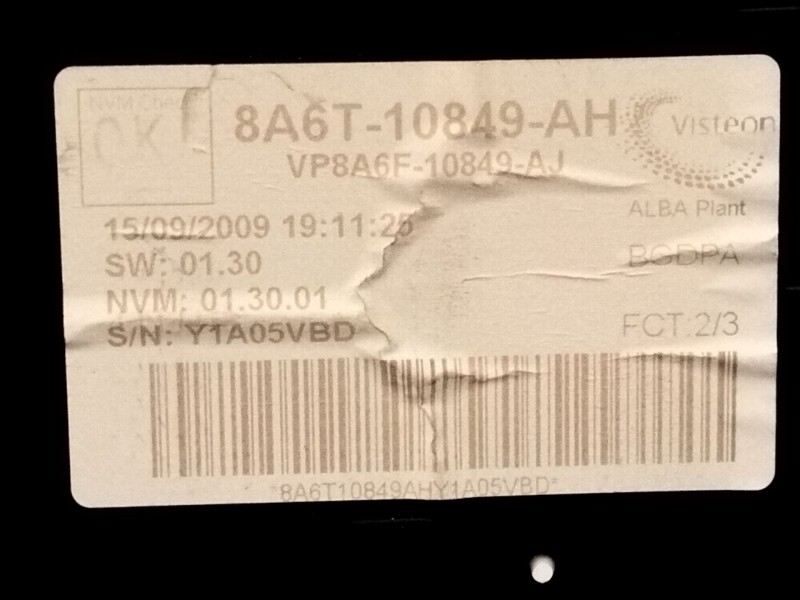 NVM Check
OK
8A6T-10849-AH
VP8A6F-10849-AJ
Visteon
ALBA Plant
15/09/2009 19:11:25
BGDPA
SW: 01.30
NVM: 01.30.01
FCT:2/3
S/N: Y1A05VBD
*8A6T10849AHY1A05VBD*